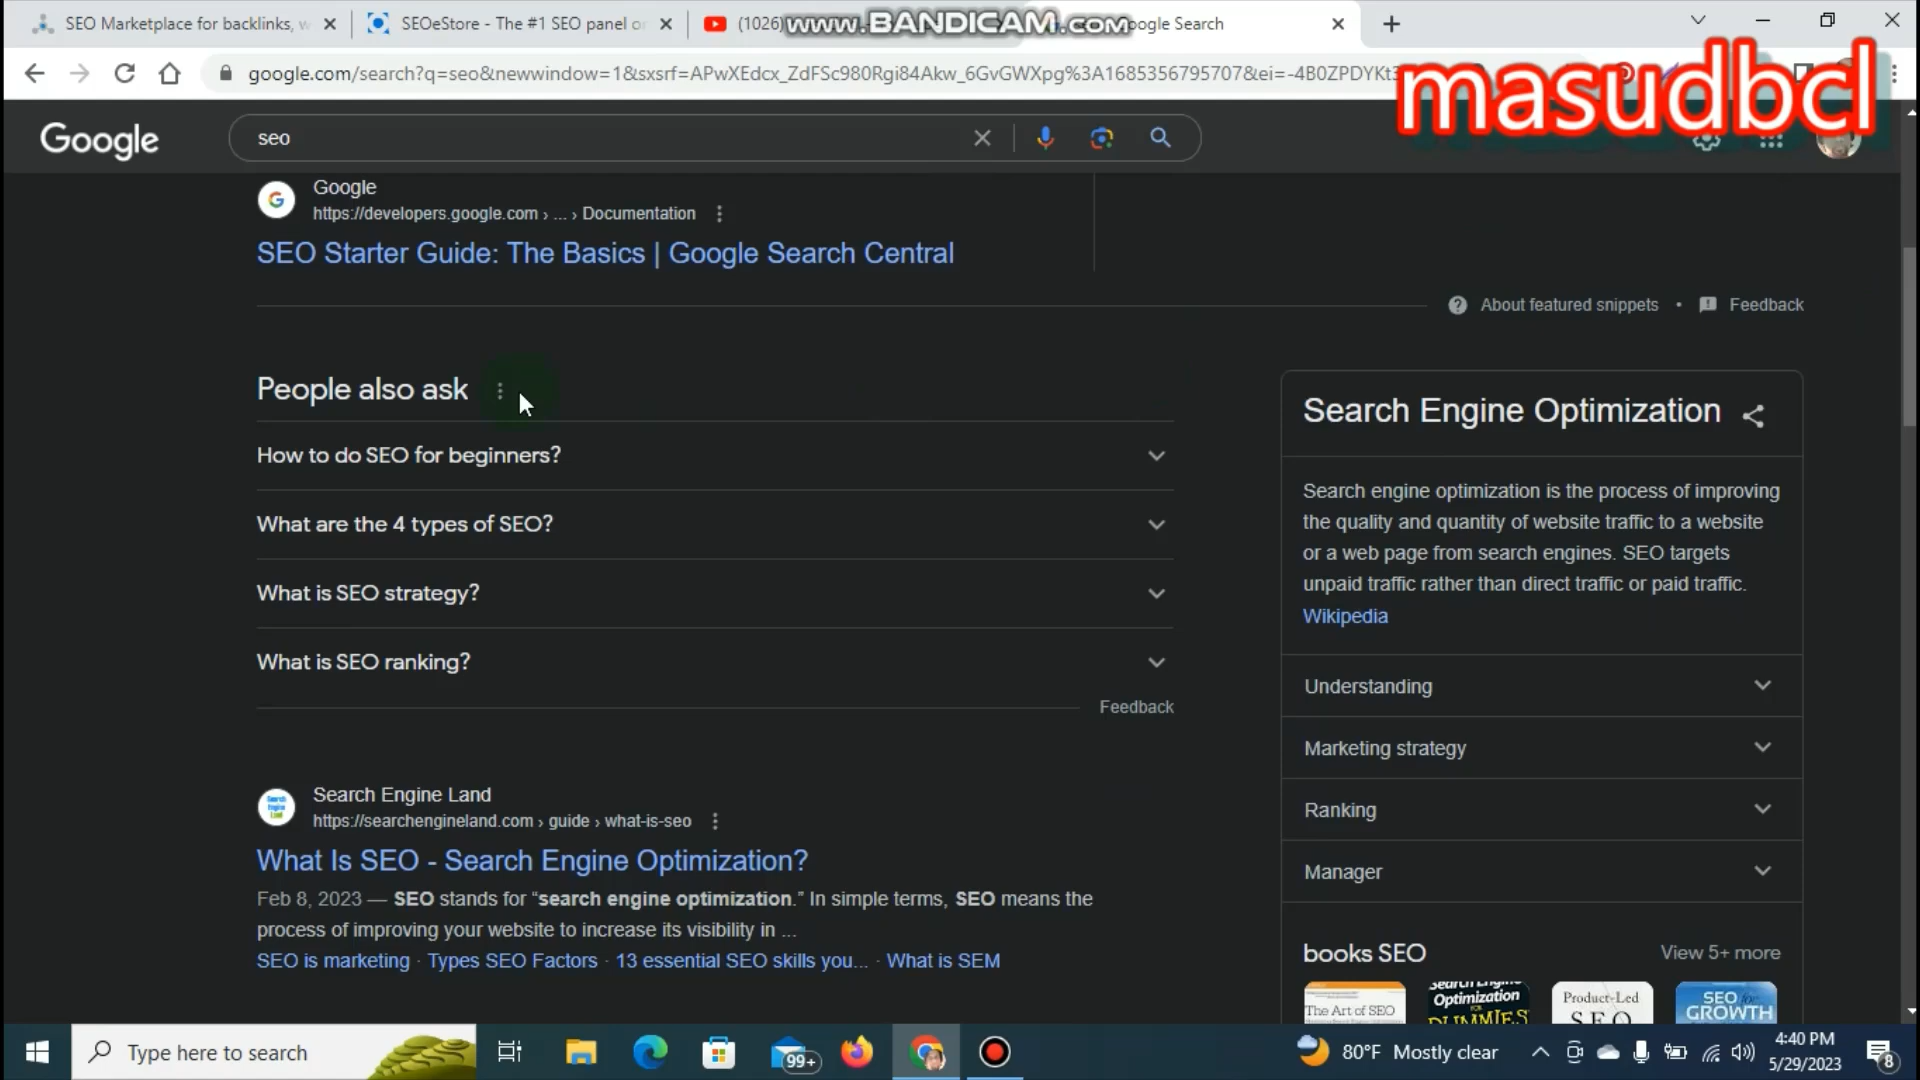 SEO Marketplace for backlinks, w
SEOeStore - The #1 SEO panel or
(1026)
www.BANDICAM.com
oogle Search
google.com/search?q=seo&newwindow=1&sxsrf=APwXEdcx_ZdFSc980Rgi84Akw_6GvGWXpg%3A1685356795707&ei=-4B0ZPDYKt3
masudbcl
Google
seo
Google
https://developers.google.com › ... › Documentation
SEO Starter Guide: The Basics | Google Search Central
About featured snippets • Feedback
People also ask
How to do SEO for beginners?
What are the 4 types of SEO?
What is SEO strategy?
What is SEO ranking?
Feedback
Search Engine Land
https://searchengineland.com › guide › what-is-seo
What Is SEO - Search Engine Optimization?
Feb 8, 2023 — SEO stands for “search engine optimization.” In simple terms, SEO means the
process of improving your website to increase its visibility in ...
SEO is marketing · Types SEO Factors · 13 essential SEO skills you... · What is SEM
Search Engine Optimization
Search engine optimization is the process of improving
the quality and quantity of website traffic to a website
or a web page from search engines. SEO targets
unpaid traffic rather than direct traffic or paid traffic.
Wikipedia
Understanding
Marketing strategy
Ranking
Manager
books SEO
View 5+ more
The Art of SEO
Search Engine
Optimization
FOR
DUMMIES
Product-Led
SEO
SEO for
GROWTH
Type here to search
99+
80°F Mostly clear
4:40 PM
5/29/2023
8